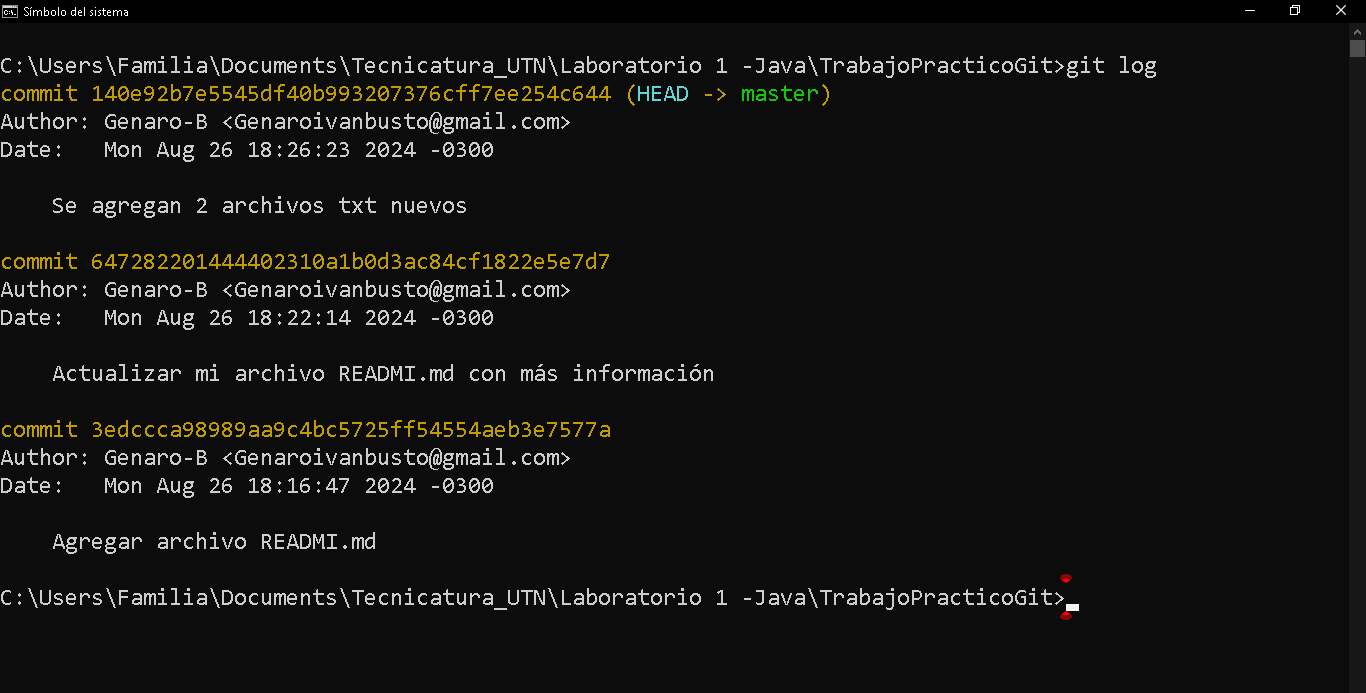 Símbolo del sistema
C:\Users\Familia\Documents\Tecnicatura_UTN\Laboratorio 1 -Java\TrabajoPracticoGit>git log
commit 140e92b7e5545df40b993207376cff7ee254c644 (HEAD -> master)
Author: Genaro-B <Genaroivanbusto@gmail.com>
Date:   Mon Aug 26 18:26:23 2024 -0300
    Se agregan 2 archivos txt nuevos
commit 647282201444402310a1b0d3ac84cf1822e5e7d7
Author: Genaro-B <Genaroivanbusto@gmail.com>
Date:   Mon Aug 26 18:22:14 2024 -0300
    Actualizar mi archivo READMI.md con más información
commit 3edccca98989aa9c4bc5725ff54554aeb3e7577a
Author: Genaro-B <Genaroivanbusto@gmail.com>
Date:   Mon Aug 26 18:16:47 2024 -0300
    Agregar archivo READMI.md
C:\Users\Familia\Documents\Tecnicatura_UTN\Laboratorio 1 -Java\TrabajoPracticoGit>